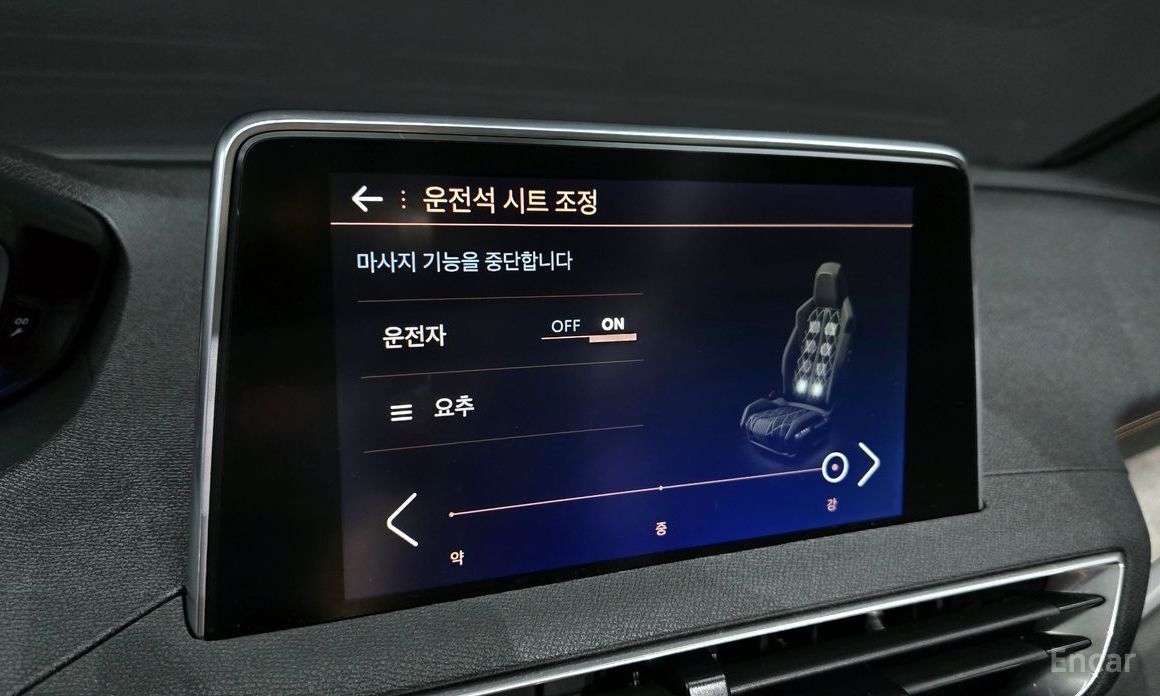 운전석 시트 조정
마사지 기능을 중단합니다
운전자 OFF ON
요추
약 중 강
Encar